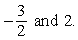 −3/2 and 2.